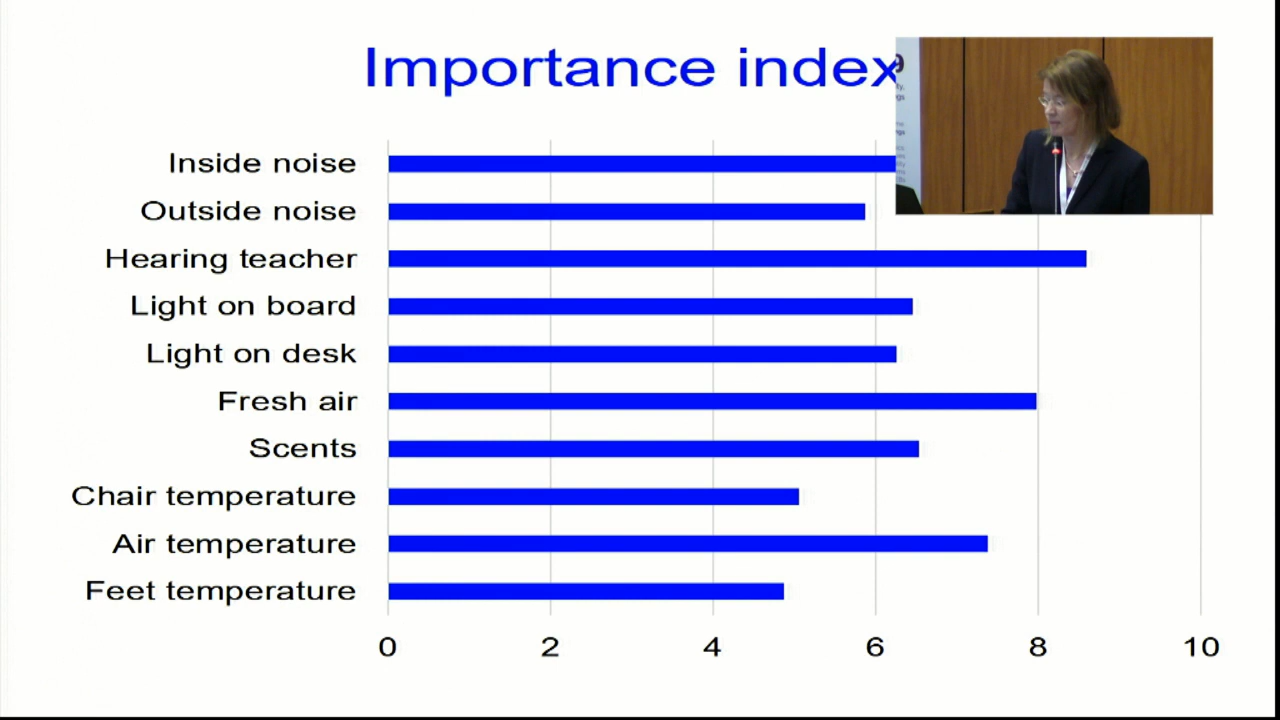 Importance index
Inside noise
Outside noise
Hearing teacher
Light on board
Light on desk
Fresh air
Scents
Chair temperature
Air temperature
Feet temperature
0 2 4 6 8 10